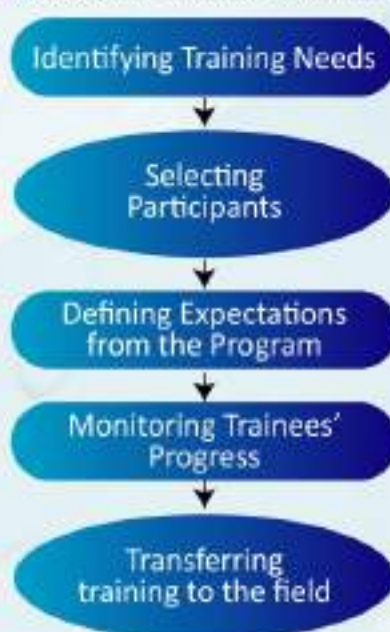 Identifying Training Needs
Selecting
Participants
Defining Expectations
from the Program
Monitoring Trainees'
Progress
Transferring
training to the field